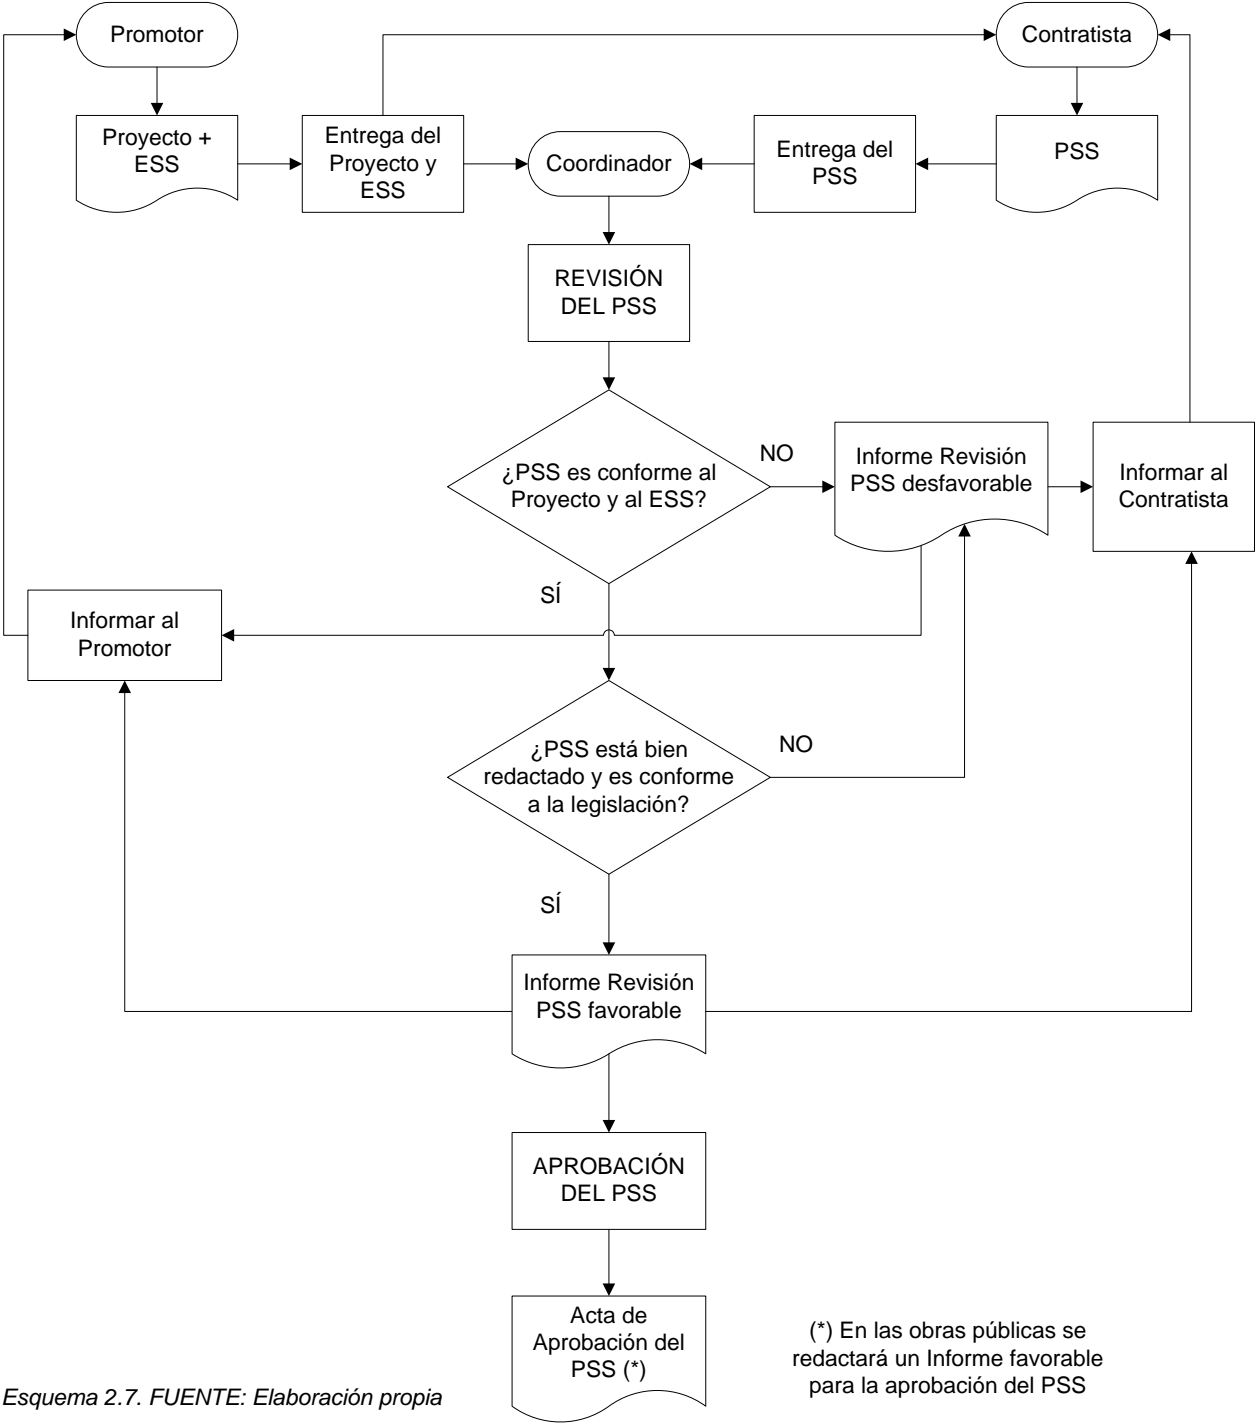 Promotor
Contratista
Proyecto +
ESS
Entrega del
Proyecto y
ESS
Coordinador
Entrega del
PSS
PSS
REVISIÓN
DEL PSS
¿PSS es conforme al
Proyecto y al ESS?
NO
Informe Revisión
PSS desfavorable
Informar al
Contratista
SÍ
Informar al
Promotor
¿PSS está bien
redactado y es conforme
a la legislación?
NO
SÍ
Informe Revisión
PSS favorable
APROBACIÓN
DEL PSS
Acta de
Aprobación del
PSS (*)
(*) En las obras públicas se
redactará un Informe favorable
para la aprobación del PSS
Esquema 2.7. FUENTE: Elaboración propia